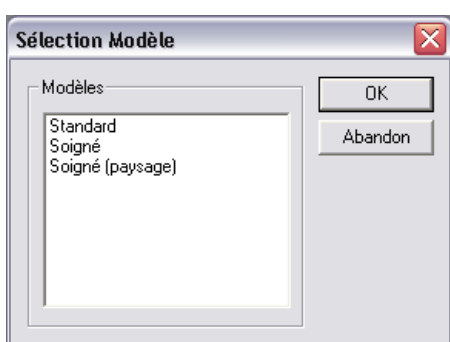 Sélection Modèle
Modèles
OK
Abandon
Standard
Soigné
Soigné (paysage)